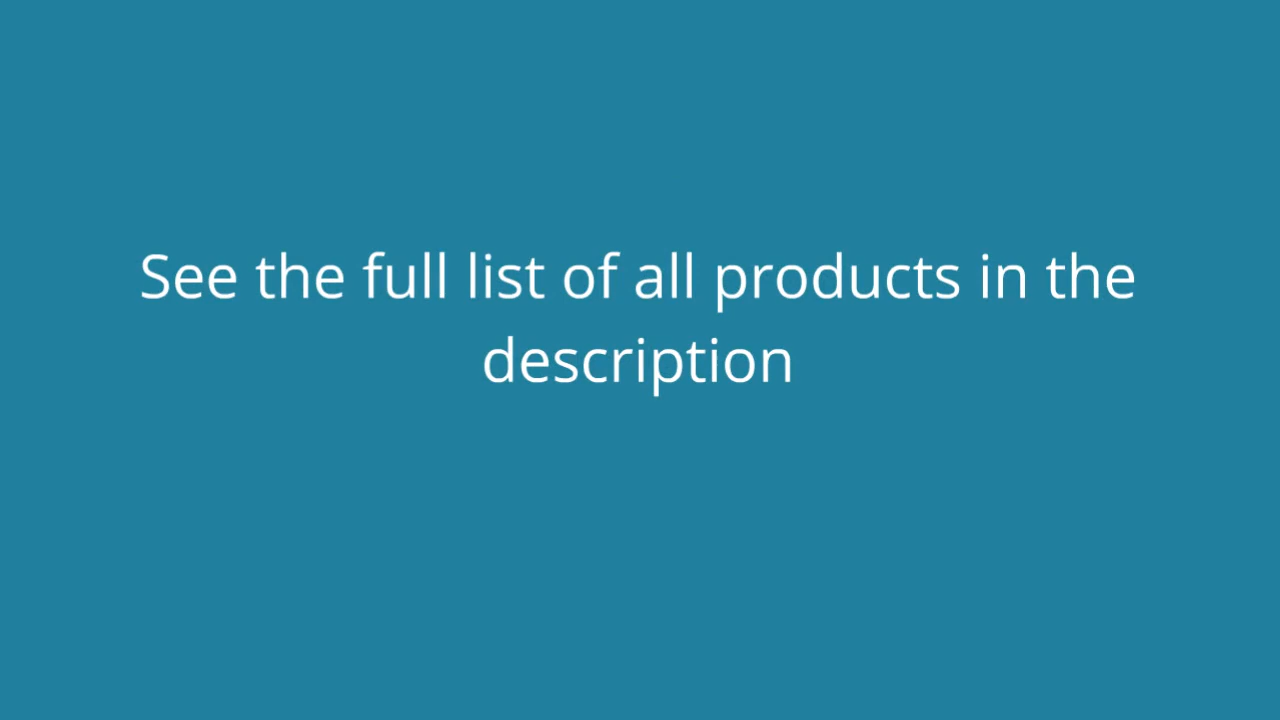 See the full list of all products in the
description